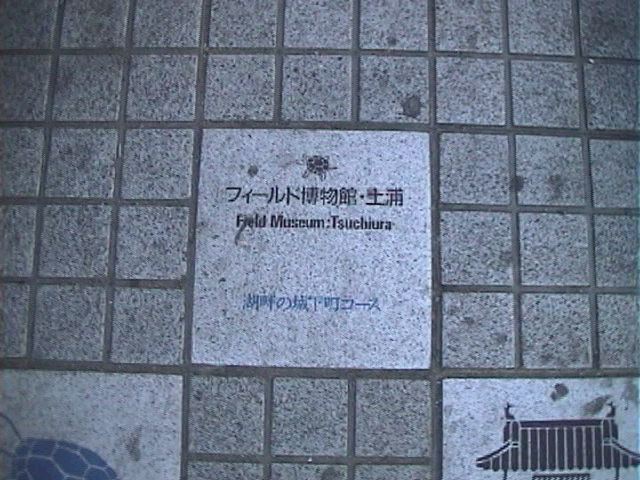 フィールド博物館・土浦
Field Museum:Tsuchiura
湖畔の城下町コース